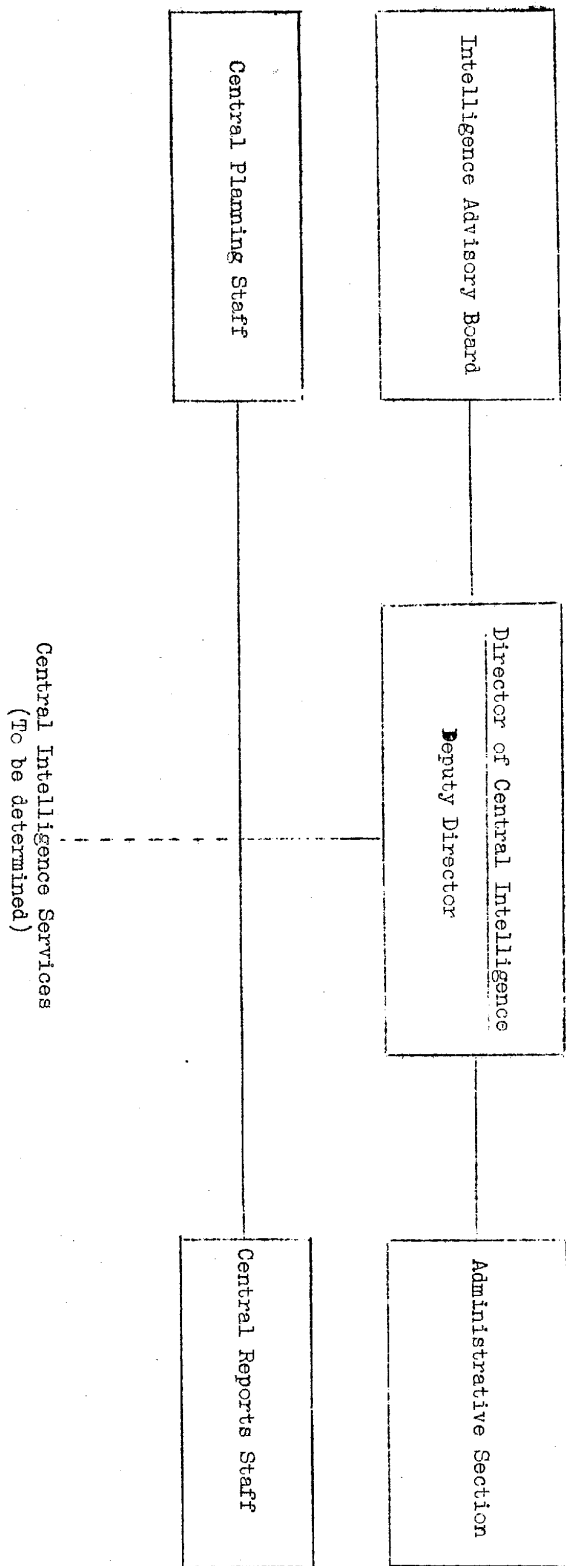 Intelligence Advisory Board
Director of Central Intelligence
Deputy Director
Administrative Section
Central Planning Staff
Central Reports Staff
Central Intelligence Services
(To be determined)